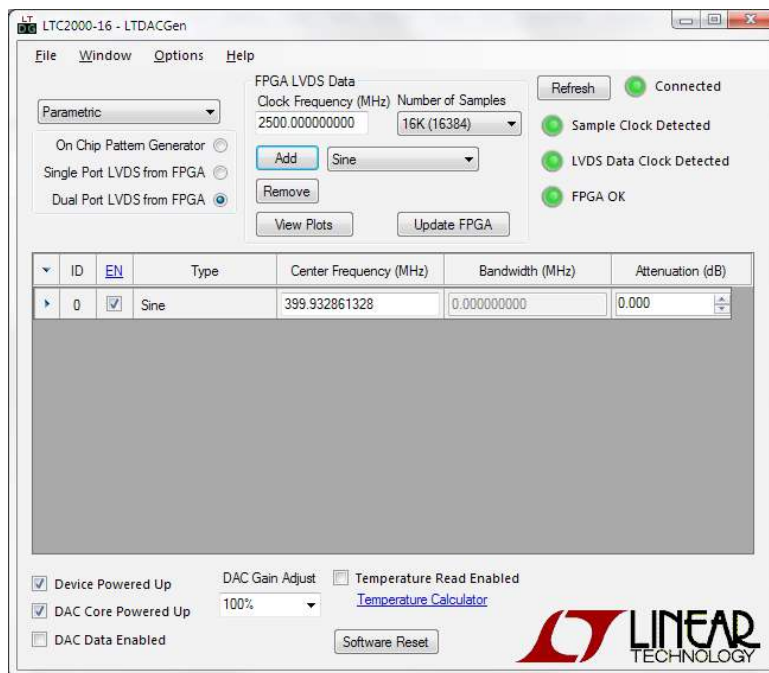 LT
DG
LTC2000-16 - LTDACGen
File Window Options Help
Parametric
On Chip Pattern Generator
Single Port LVDS from FPGA
Dual Port LVDS from FPGA
FPGA LVDS Data
Clock Frequency (MHz) Number of Samples
2500.000000000 16K (16384)
Add Sine
Remove
View Plots Update FPGA
Refresh Connected
Sample Clock Detected
LVDS Data Clock Detected
FPGA OK
ID EN Type Center Frequency (MHz) Bandwidth (MHz) Attenuation (dB)
0 Sine 399.932861328 0.000000000 0.000
Device Powered Up
DAC Core Powered Up
DAC Data Enabled
DAC Gain Adjust
100%
Temperature Read Enabled
Temperature Calculator
Software Reset
LINEAR
TECHNOLOGY